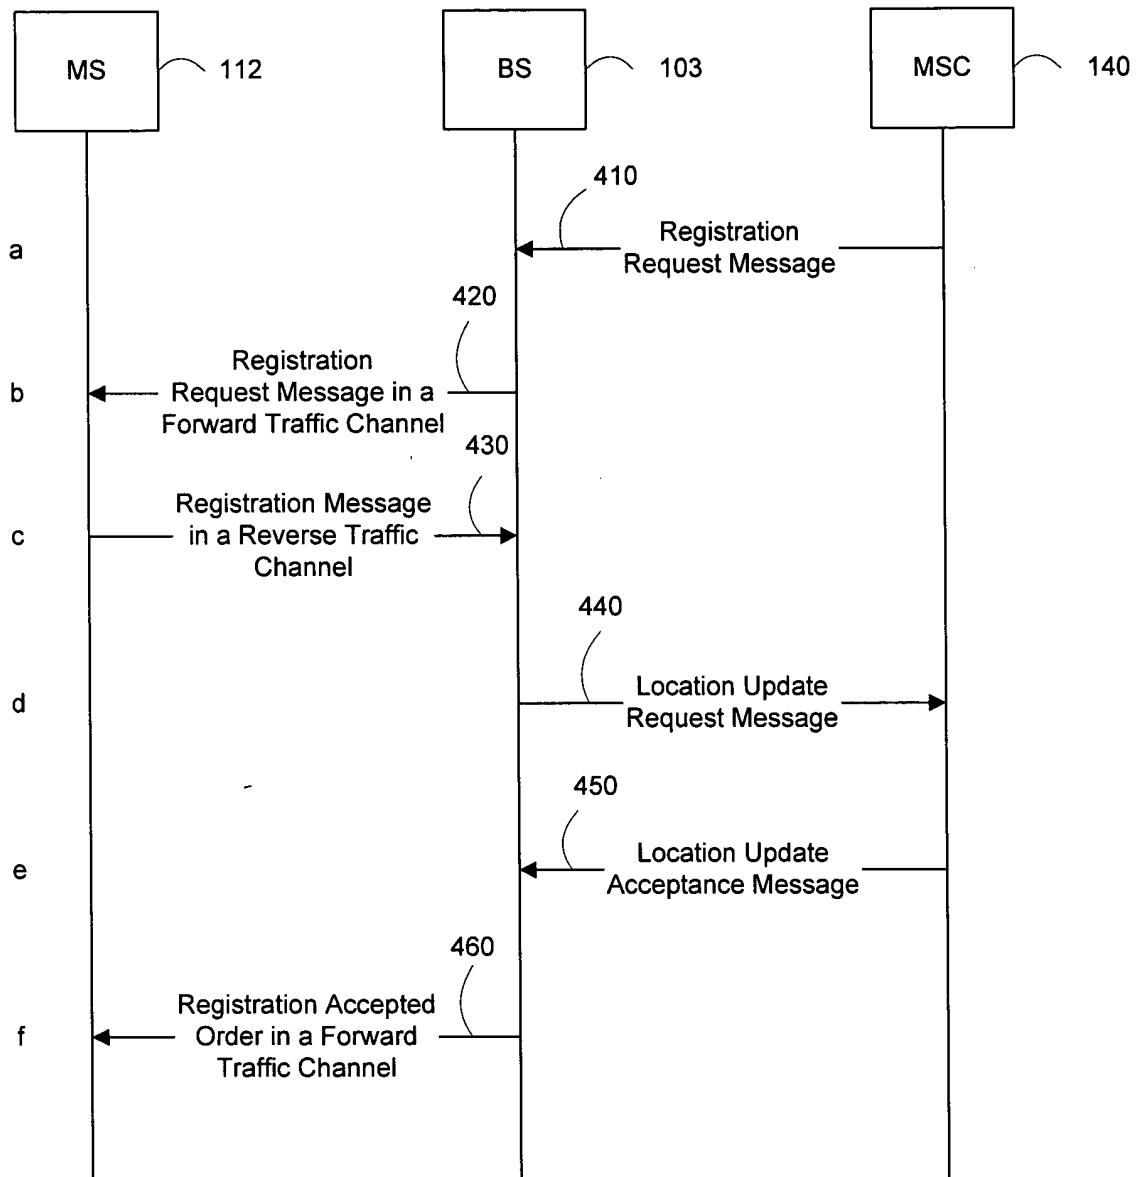 MS
112
BS
103
MSC
140
410
a
Registration
Request Message
420
b
Registration
Request Message in a
Forward Traffic Channel
430
c
Registration Message
in a Reverse Traffic
Channel
440
d
Location Update
Request Message
450
e
Location Update
Acceptance Message
460
f
Registration Accepted
Order in a Forward
Traffic Channel